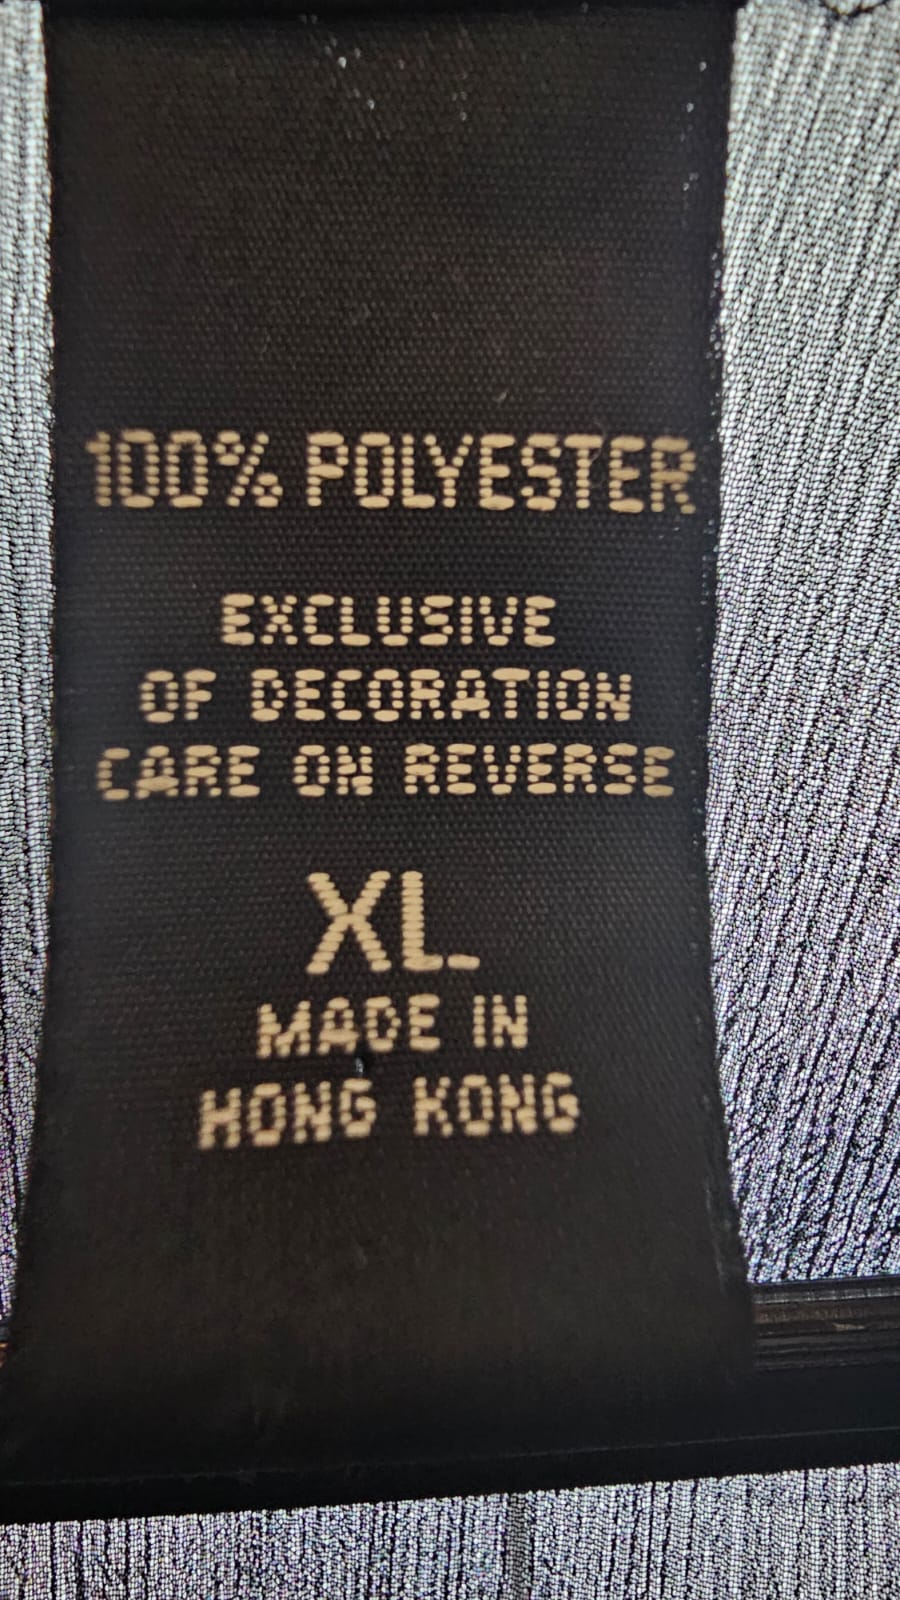 100% POLYESTER
EXCLUSIVE
OF DECORATION
CARE ON REVERSE
XL
MADE IN
HONG KONG